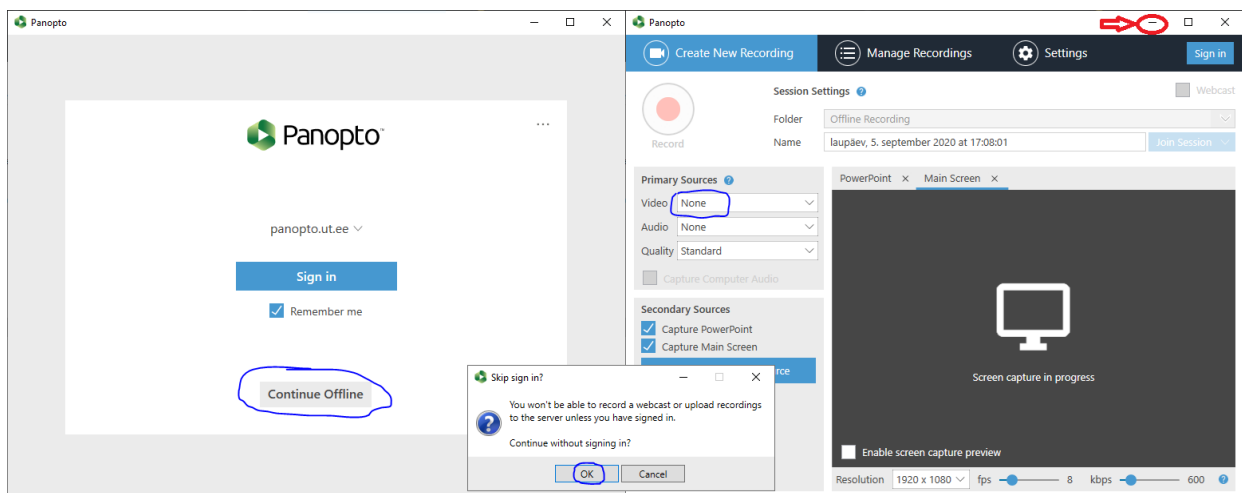 Panopto
Panopto
panopto.ut.ee
Sign in
Remember me
Continue Offline
Skip sign in?
You won't be able to record a webcast or upload recordings
to the server unless you have signed in.
Continue without signing in?
OK Cancel
Panopto
Create New Recording Manage Recordings Settings Sign in
Session Settings Webcast
Folder Offline Recording
Name laupäev, 5. september 2020 at 17:08:01 Join Session
Record
Primary Sources
Video None
Audio None
Quality Standard
Capture Computer Audio
Secondary Sources
Capture PowerPoint
Capture Main Screen
rce
PowerPoint Main Screen
Screen capture in progress
Enable screen capture preview
Resolution 1920 x 1080 fps 8 kbps 600